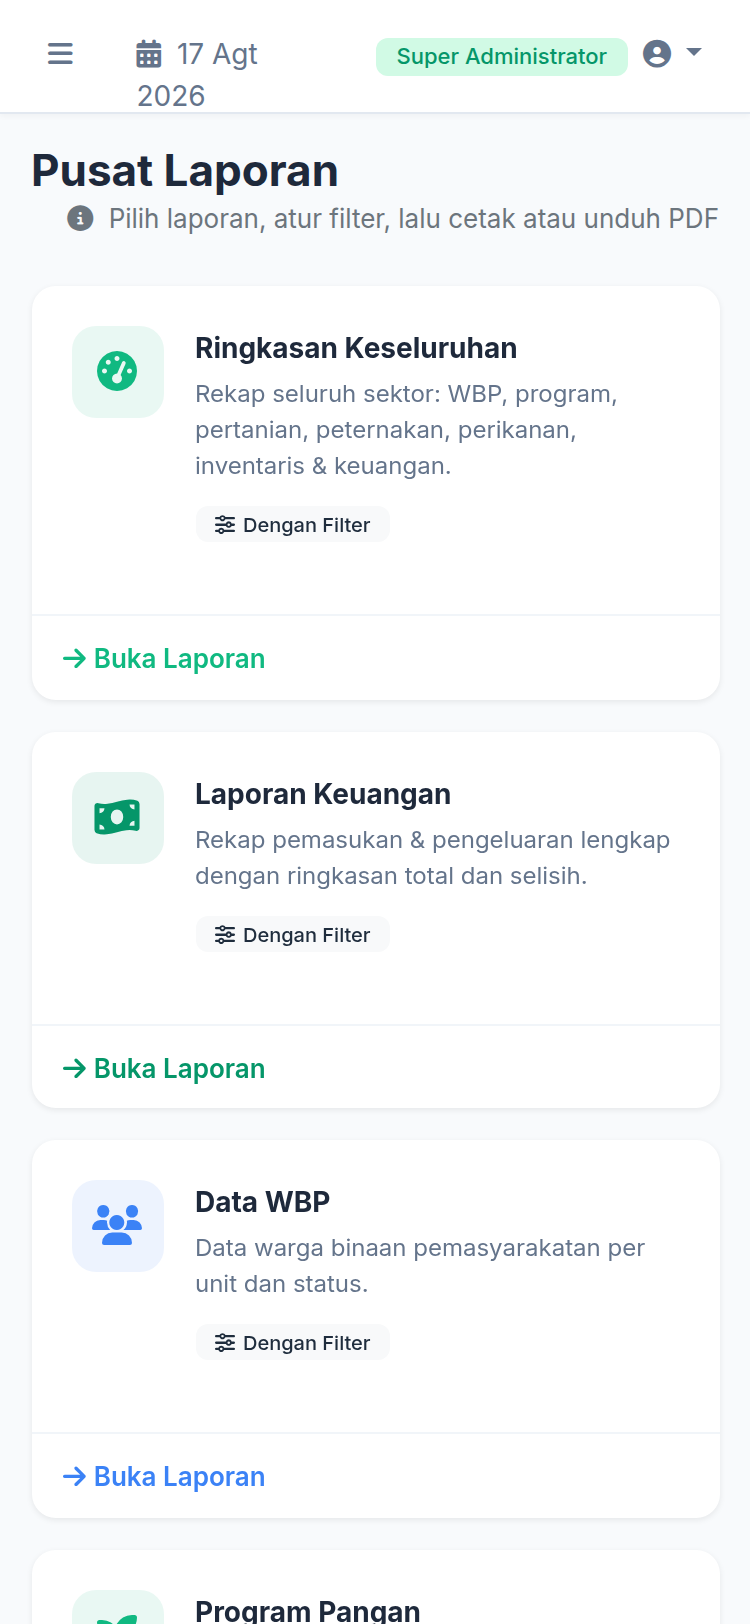 17 Agt
2026
Super Administrator
Pusat Laporan
Pilih laporan, atur filter, lalu cetak atau unduh PDF
Ringkasan Keseluruhan
Rekap seluruh sektor: WBP, program,
pertanian, peternakan, perikanan,
inventaris & keuangan.
Dengan Filter
Buka Laporan
Laporan Keuangan
Rekap pemasukan & pengeluaran lengkap
dengan ringkasan total dan selisih.
Dengan Filter
Buka Laporan
Data WBP
Data warga binaan pemasyarakatan per
unit dan status.
Dengan Filter
Buka Laporan
Program Pangan